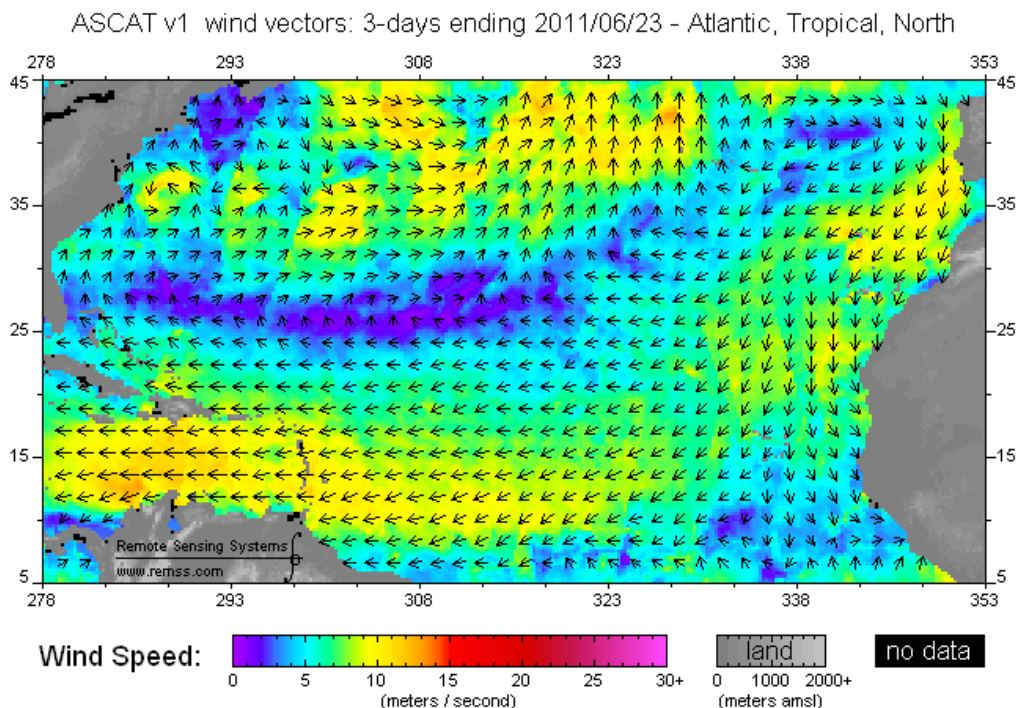 ASCAT v1 wind vectors: 3-days ending 2011/06/23 - Atlantic, Tropical, North
278 293 308 323 338 353
45 45
35 35
25 25
15 15
5 5
Remote Sensing Systems
www.remss.com
278 293 308 323 338 353
Wind Speed: land no data
0 5 10 15 20 25 30+ 0 1000 2000+
(meters / second) (meters amsl)